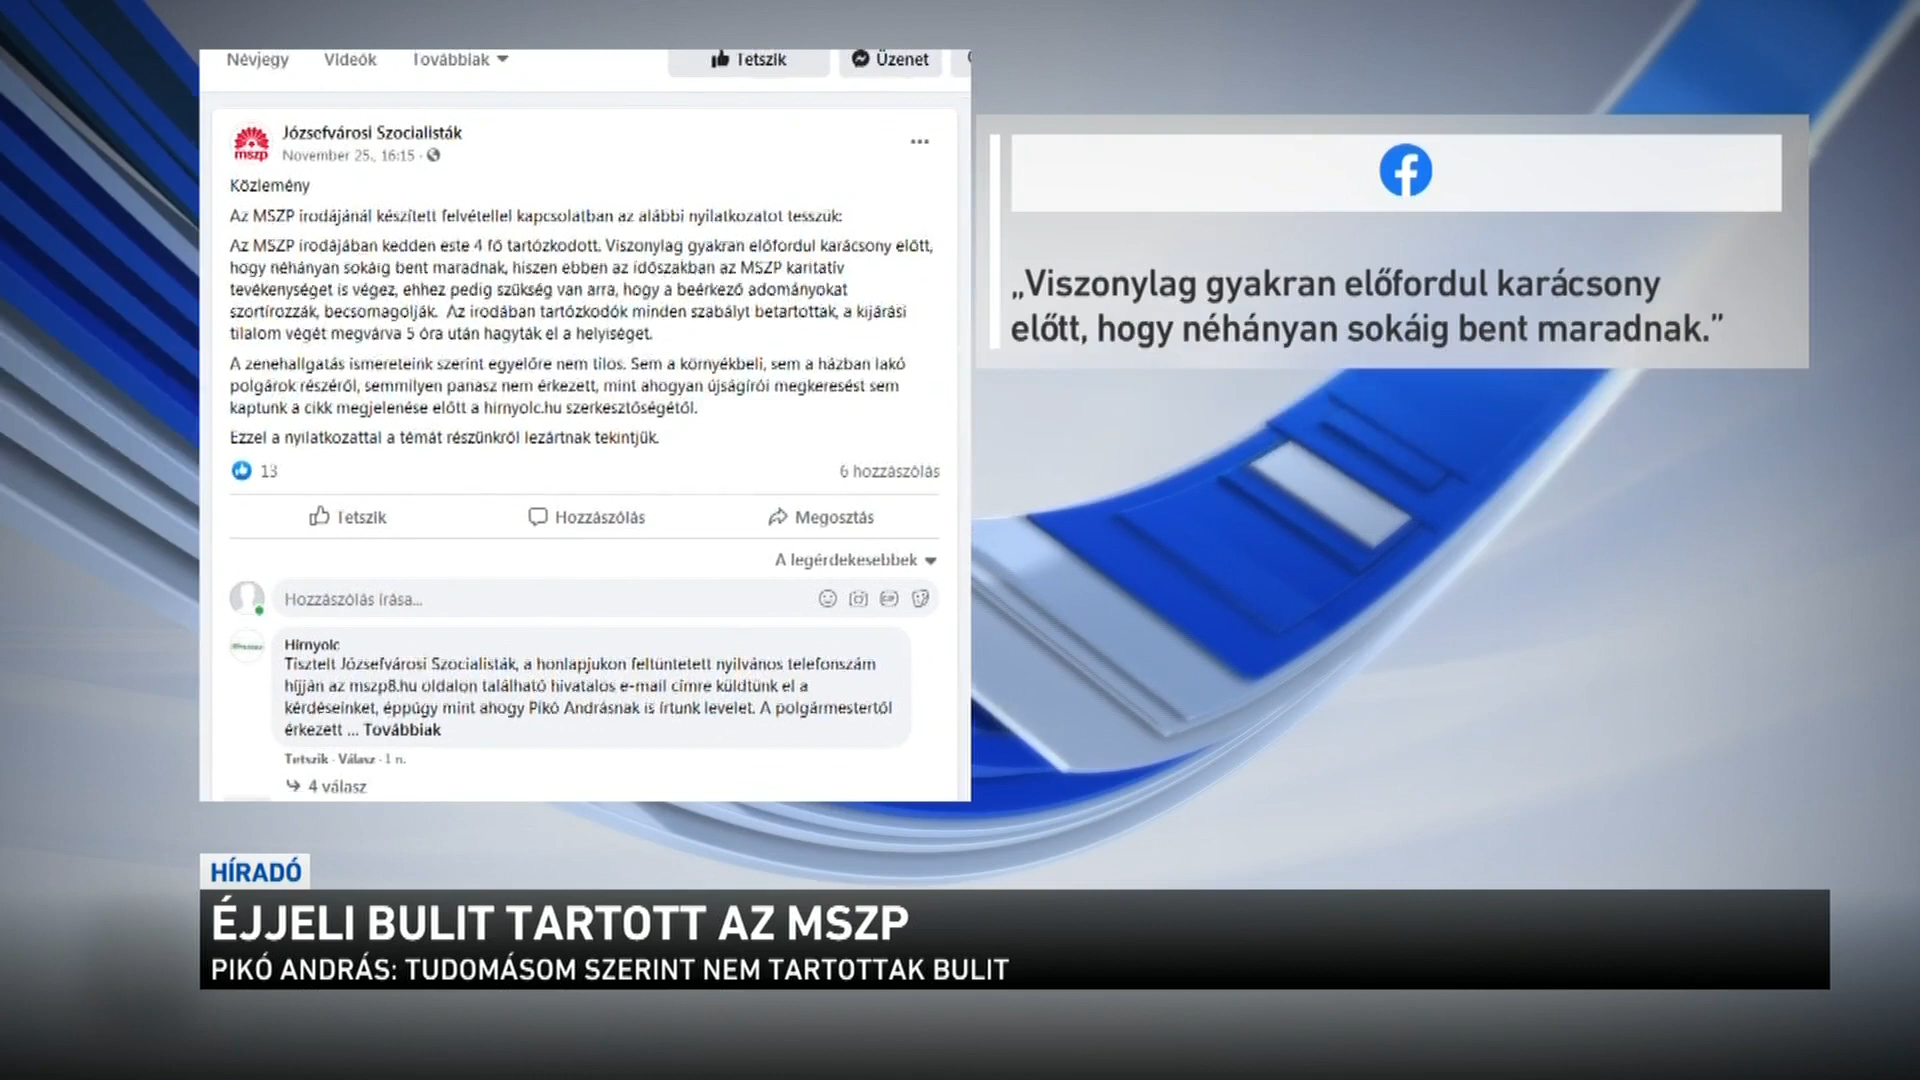 Névjegy Videók Továbbiak Tetszik Üzenet
Józsefvárosi Szocialisták
mszp
November 25., 16:15
Közlemény
Az MSZP irodájánál készített felvétellel kapcsolatban az alábbi nyilatkozatot tesszük:
Az MSZP irodájában kedden este 4 fő tartózkodott. Viszonylag gyakran előfordul karácsony előtt,
hogy néhányan sokáig bent maradnak, hiszen ebben az időszakban az MSZP karitatív
tevékenységet is végez, ehhez pedig szükség van arra, hogy a beérkező adományokat
szortírozzák, becsomagolják. Az irodában tartózkodók minden szabályt betartottak, a kijárási
tilalom végét megvárva 5 óra után hagyták el a helyiséget.
A zenehallgatás ismereteink szerint egyelőre nem tilos. Sem a környékbeli, sem a házban lakó
polgárok részéről, semmilyen panasz nem érkezett, mint ahogyan újságírói megkeresést sem
kaptunk a cikk megjelenése előtt a hirnyolc.hu szerkesztőségétől.
Ezzel a nyilatkozattal a témát részünkről lezártnak tekintjük.
13 6 hozzászólás
Tetszik Hozzászólás Megosztás
A legérdekesebbek
Hozzászólás írása...
Hírnyolc
Tisztelt Józsefvárosi Szocialisták, a honlapjukon feltüntetett nyilvános telefonszám
híjján az mszp8.hu oldalon található hivatalos e-mail címre küldtünk el a
kérdéseinket, éppúgy mint ahogy Pikó Andrásnak is írtunk levelet. A polgármestertől
érkezett ... Továbbiak
Tetszik · Válasz · 1 n.
4 válasz
„Viszonylag gyakran előfordul karácsony
előtt, hogy néhányan sokáig bent maradnak.”
HÍRADÓ
ÉJJELI BULIT TARTOTT AZ MSZP
PIKÓ ANDRÁS: TUDOMÁSOM SZERINT NEM TARTOTTAK BULIT